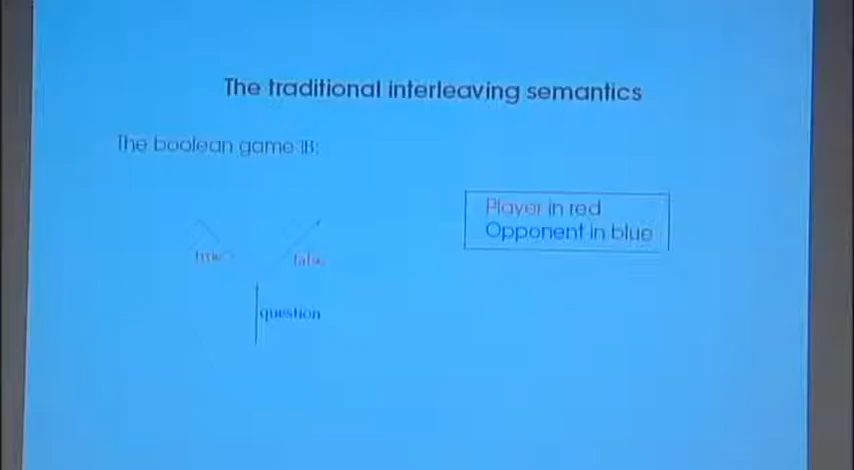 The traditional interleaving semantics
The boolean game 𝔹:
Player in red
Opponent in blue
true
false
question